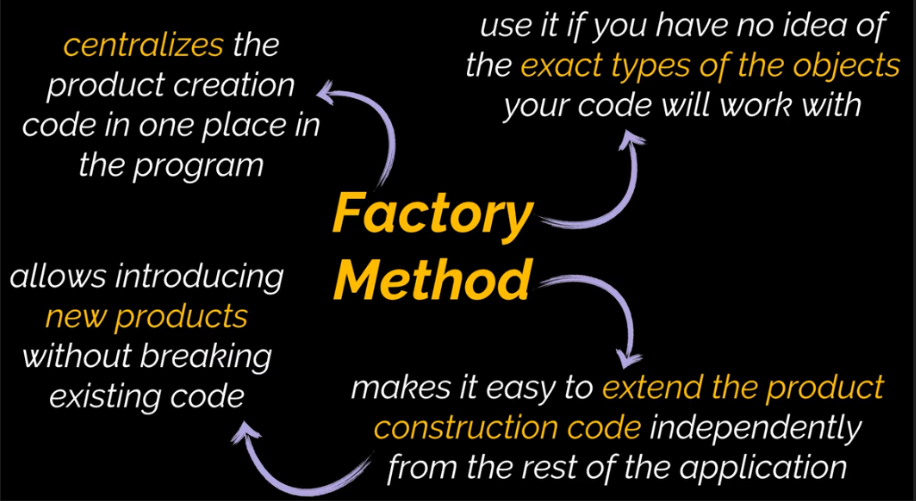 centralizes the
product creation
code in one place in
the program
use it if you have no idea of
the exact types of the objects
your code will work with
Factory
Method
allows introducing
new products
without breaking
existing code
makes it easy to extend the product
construction code independently
from the rest of the application